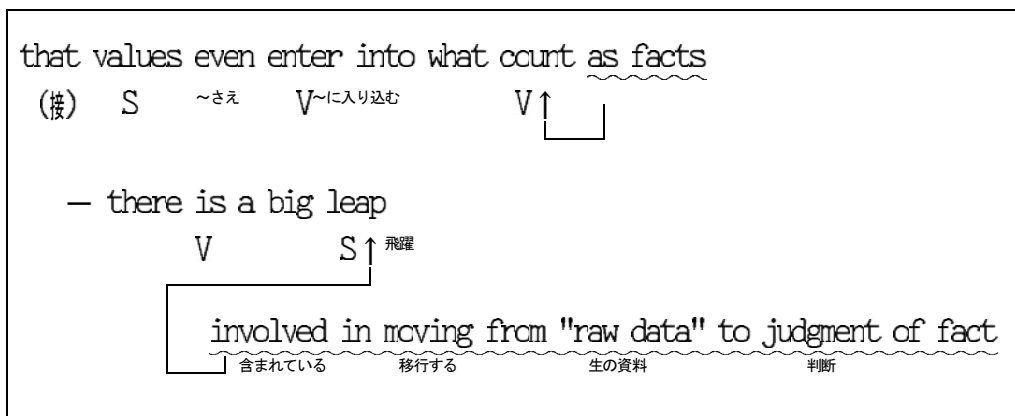 that values even enter into what count as facts
(接) S ~さえ V~に入り込む V↑
— there is a big leap
V S↑飛躍
involved in moving from "raw data" to judgment of fact
含まれている 移行する 生の資料 判断